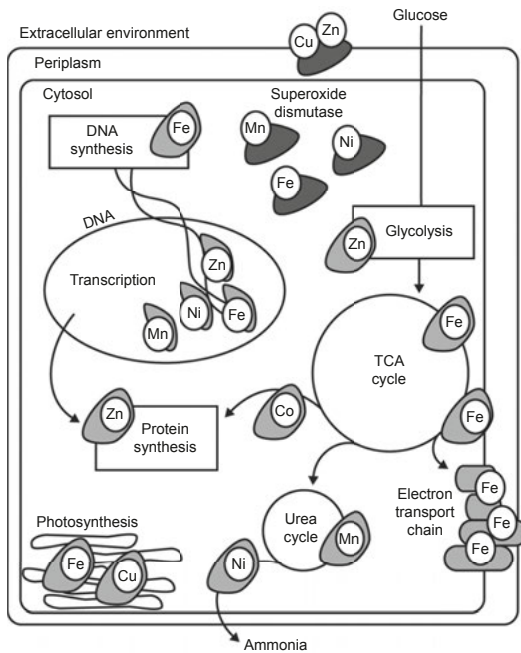 Glucose
Extracellular environment
Cu Zn
Periplasm
Cytosol
Superoxide
dismutase
DNA
synthesis
Fe
Mn
Ni
Fe
DNA
Glycolysis
Zn
Transcription
Zn
Ni
Fe
Mn
Fe
TCA
cycle
Zn
Protein
synthesis
Co
Fe
Electron
transport
chain
Fe
Fe
Fe
Photosynthesis
Fe
Cu
Urea
cycle
Mn
Ni
Ammonia